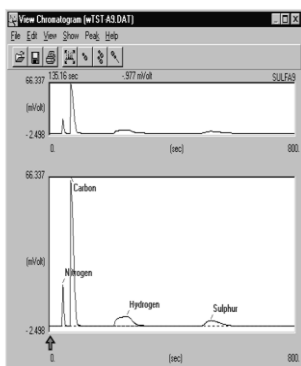 View Chromatogram (wTST-A9.DAT)
File Edit View Show Peak Help
66.337 135.16 sec -.977 mVolt SULFA9
(mVolt)
-2.498
0. (sec) 800.
66.337
Carbon
(mVolt)
Nitrogen
Hydrogen
Sulphur
-2.498
0. (sec) 800.